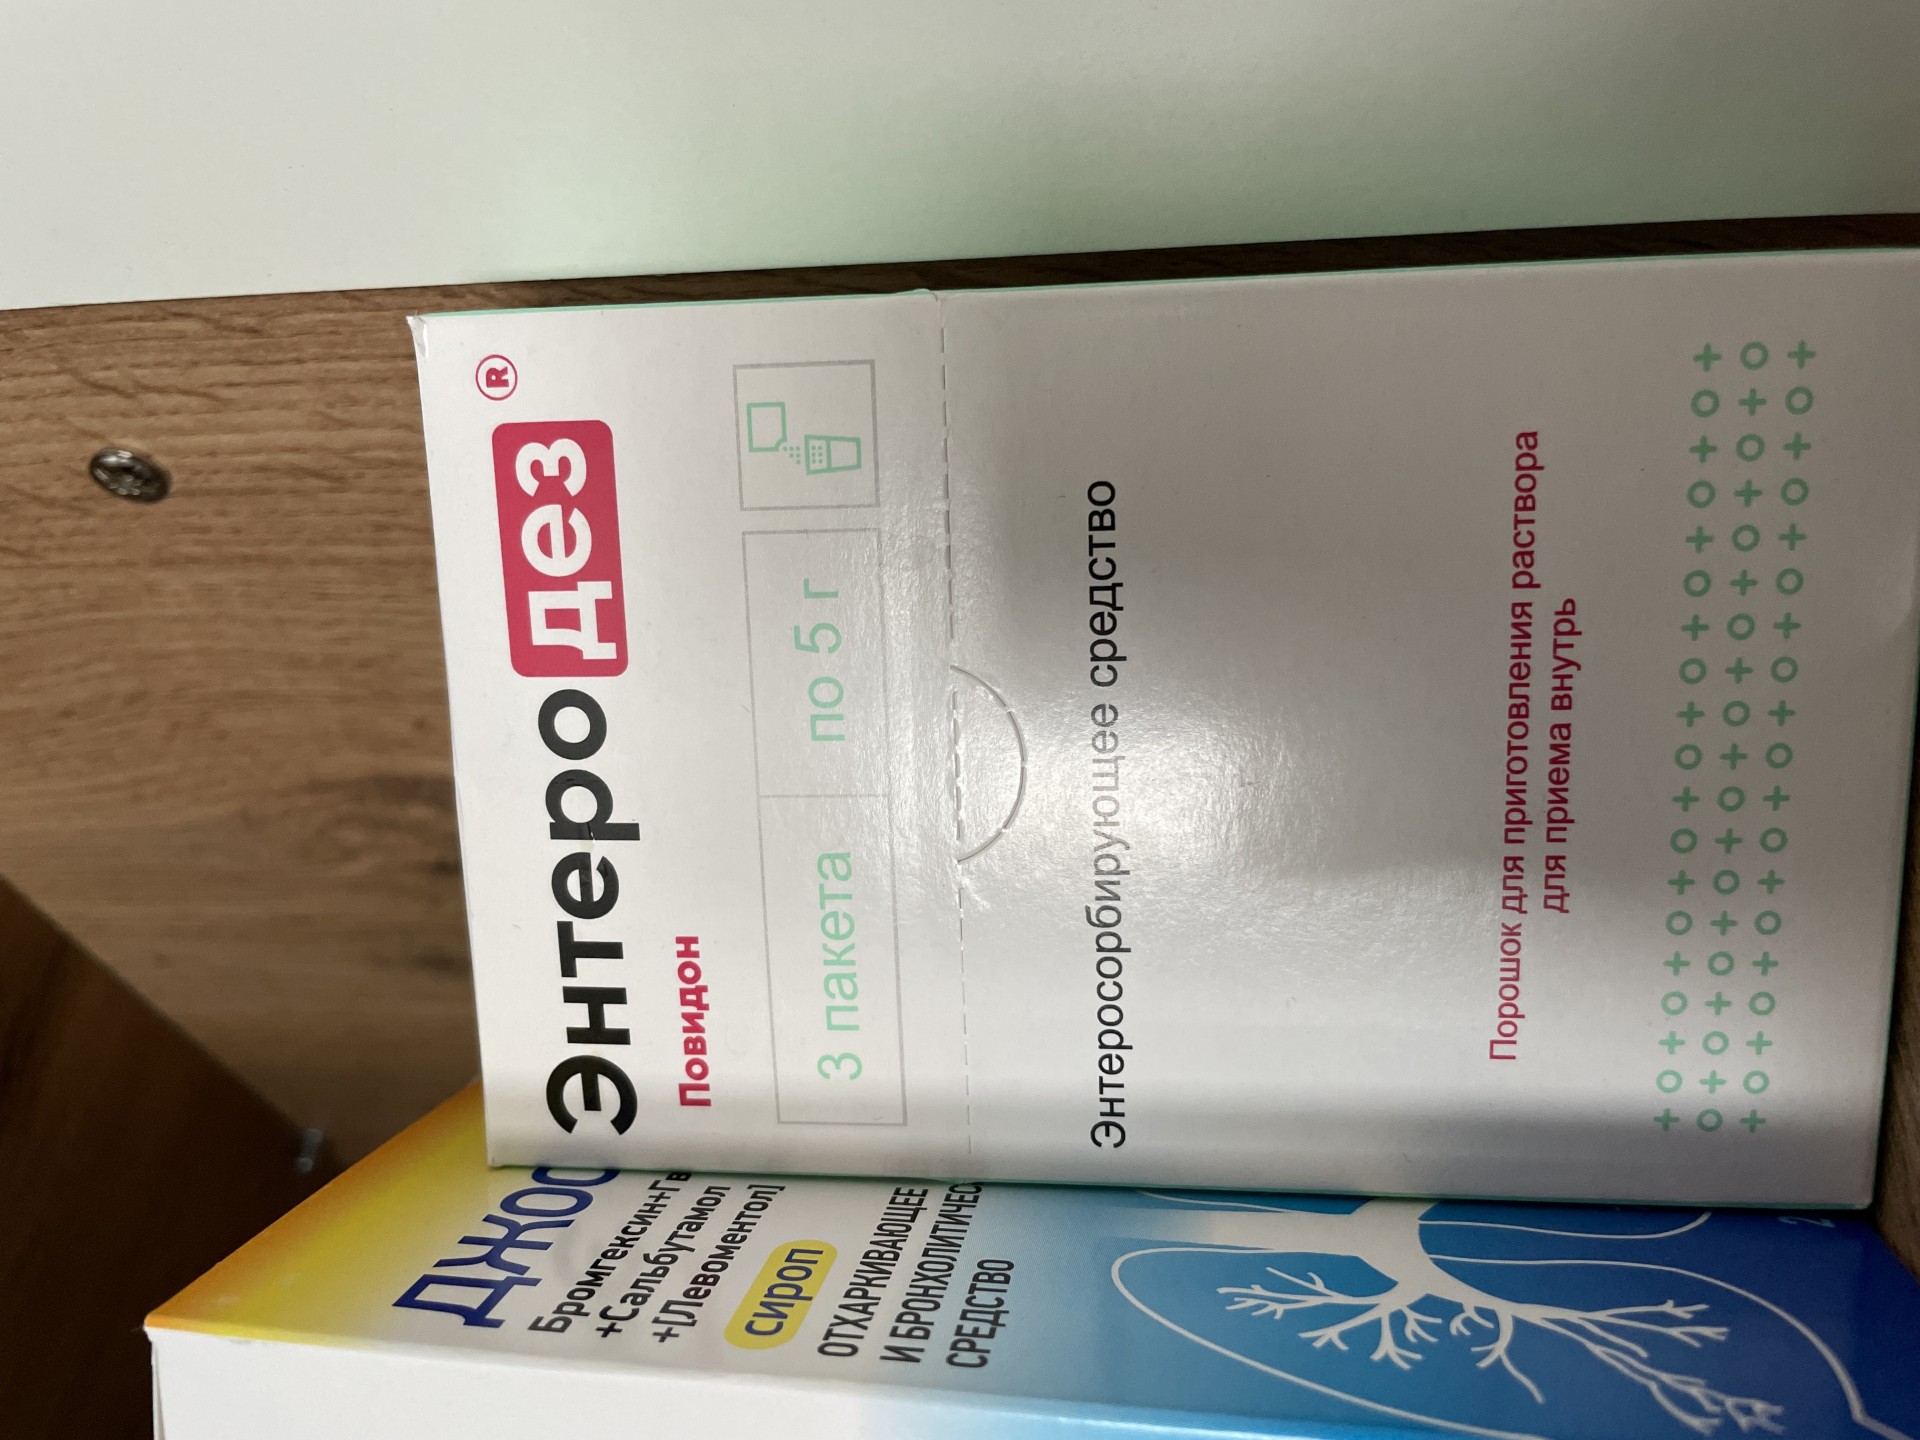 Энтеродез®
Повидон
3 пакета по 5 г
Энтеросорбирующее средство
Порошок для приготовления раствора
для приема внутрь
ДЖОС
Бромгексин+Гв
+Сальбутамол
+[Левоментол]
сироп
ОТХАРКИВАЮЩЕЕ
И БРОНХОЛИТИЧЕС
СРЕДСТВО